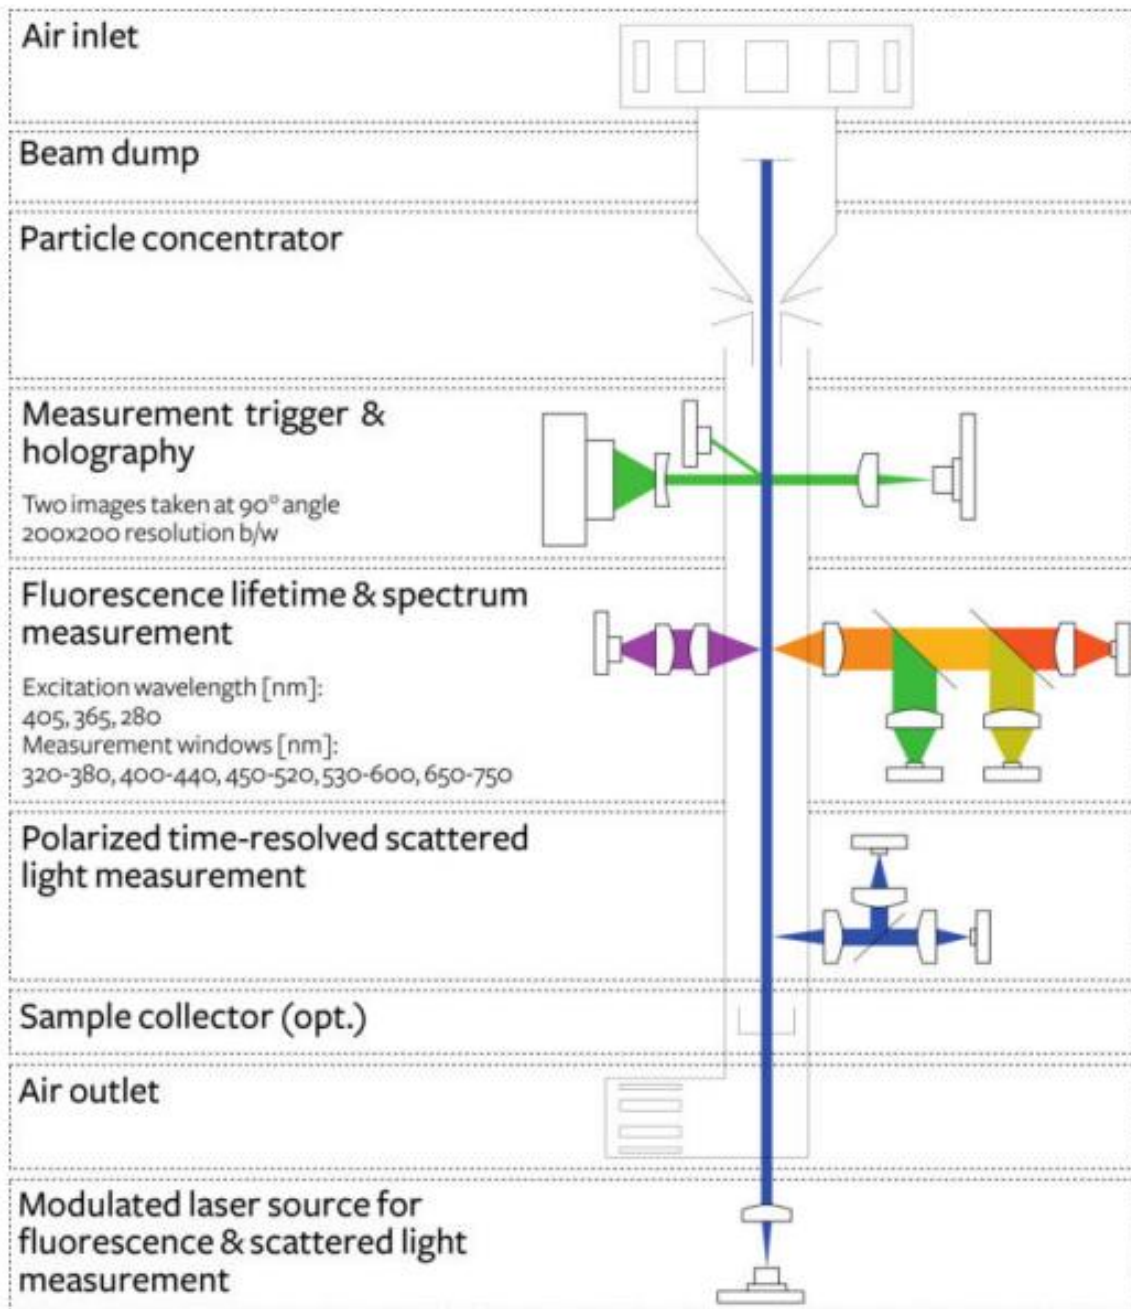 Air inlet
Beam dump
Particle concentrator
Measurement trigger &
holography
Two images taken at 90° angle
200x200 resolution b/w
Fluorescence lifetime & spectrum
measurement
Excitation wavelength [nm]:
405, 365, 280
Measurement windows [nm]:
320-380, 400-440, 450-520, 530-600, 650-750
Polarized time-resolved scattered
light measurement
Sample collector (opt.)
Air outlet
Modulated laser source for
fluorescence & scattered light
measurement